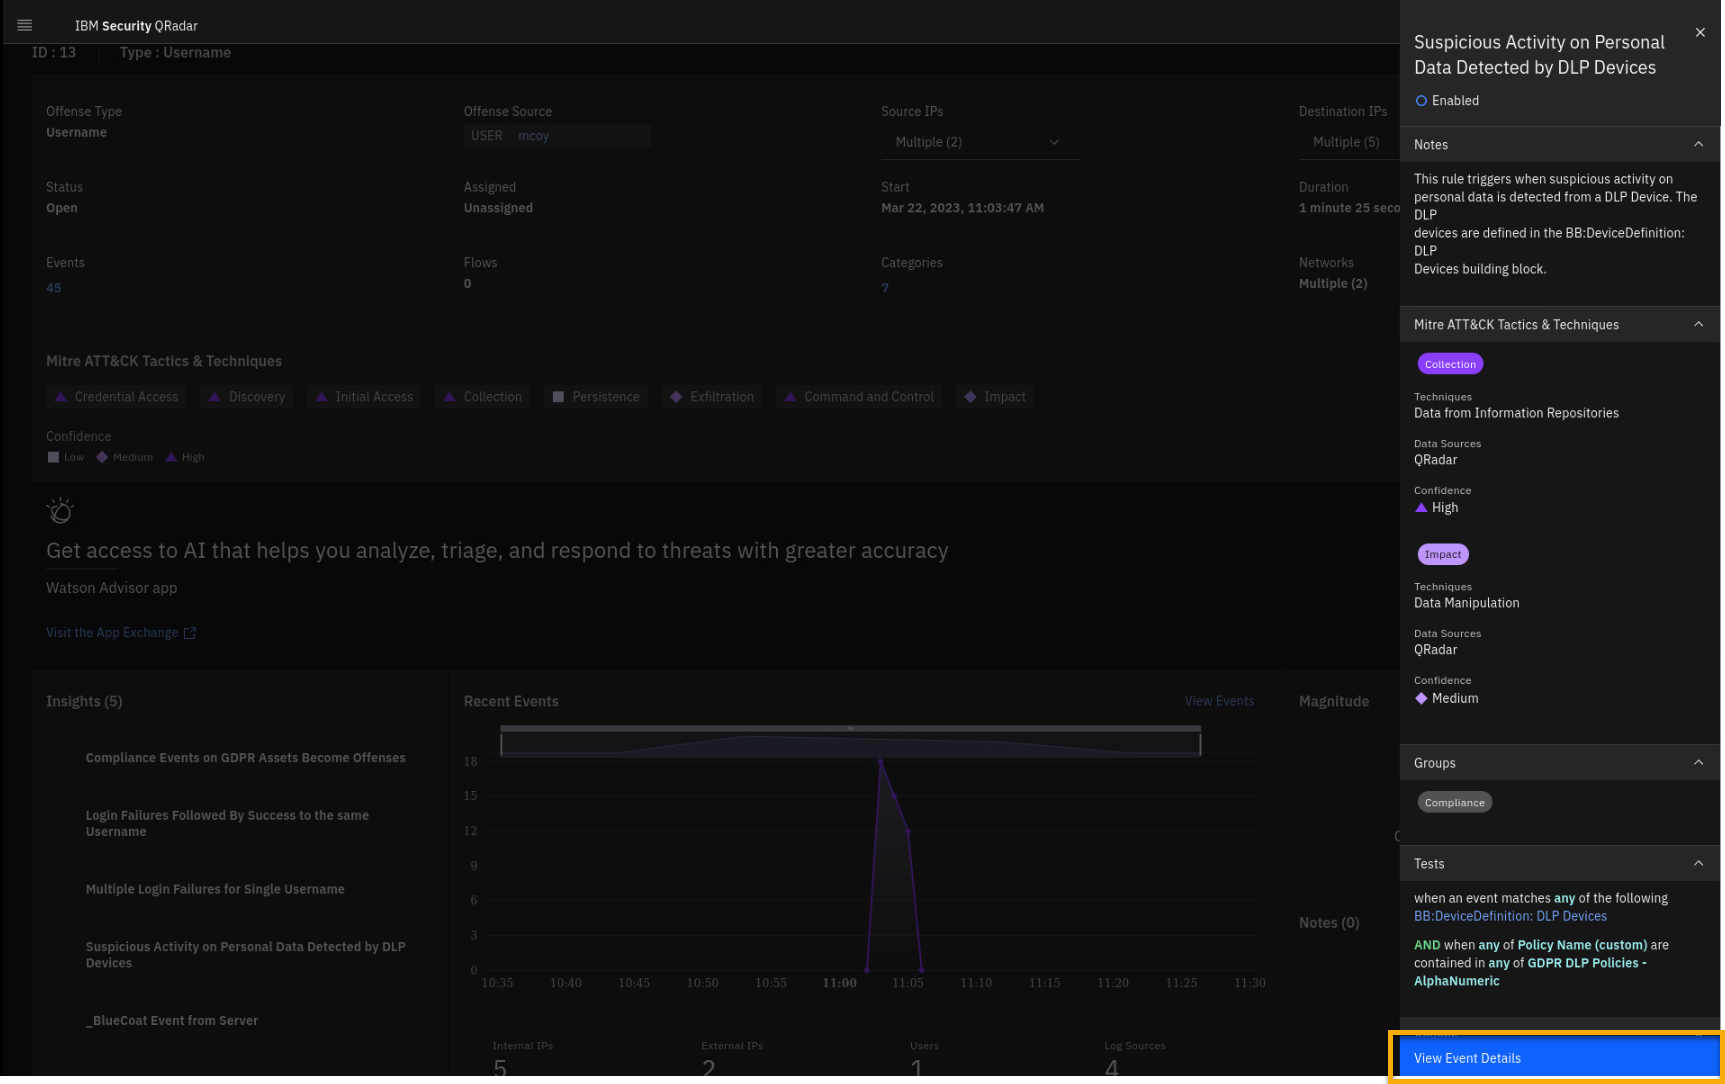 IBM Security QRadar
ID : 13
Type : Username
Offense Type
Username
Offense Source
USER mcoy
Source IPs
Multiple (2)
Destination IPs
Multiple (5)
Status
Open
Assigned
Unassigned
Start
Mar 22, 2023, 11:03:47 AM
Duration
1 minute 25 seco
Events
45
Flows
0
Categories
7
Networks
Multiple (2)
Mitre ATT&CK Tactics & Techniques
Credential Access
Discovery
Initial Access
Collection
Persistence
Exfiltration
Command and Control
Impact
Confidence
Low
Medium
High
Get access to AI that helps you analyze, triage, and respond to threats with greater accuracy
Watson Advisor app
Visit the App Exchange
Insights (5)
Compliance Events on GDPR Assets Become Offenses
Login Failures Followed By Success to the same
Username
Multiple Login Failures for Single Username
Suspicious Activity on Personal Data Detected by DLP
Devices
_BlueCoat Event from Server
Recent Events
View Events
18
15
12
9
6
3
0
10:35
10:40
10:45
10:50
10:55
11:00
11:05
11:10
11:15
11:20
11:25
11:30
Internal IPs
5
External IPs
2
Users
1
Log Sources
4
Magnitude
Notes (0)
Suspicious Activity on Personal
Data Detected by DLP Devices
Enabled
Notes
This rule triggers when suspicious activity on
personal data is detected from a DLP Device. The
DLP
devices are defined in the BB:DeviceDefinition:
DLP
Devices building block.
Mitre ATT&CK Tactics & Techniques
Collection
Techniques
Data from Information Repositories
Data Sources
QRadar
Confidence
High
Impact
Techniques
Data Manipulation
Data Sources
QRadar
Confidence
Medium
Groups
Compliance
Tests
when an event matches any of the following
BB:DeviceDefinition: DLP Devices
AND when any of Policy Name (custom) are
contained in any of GDPR DLP Policies -
AlphaNumeric
View Event Details